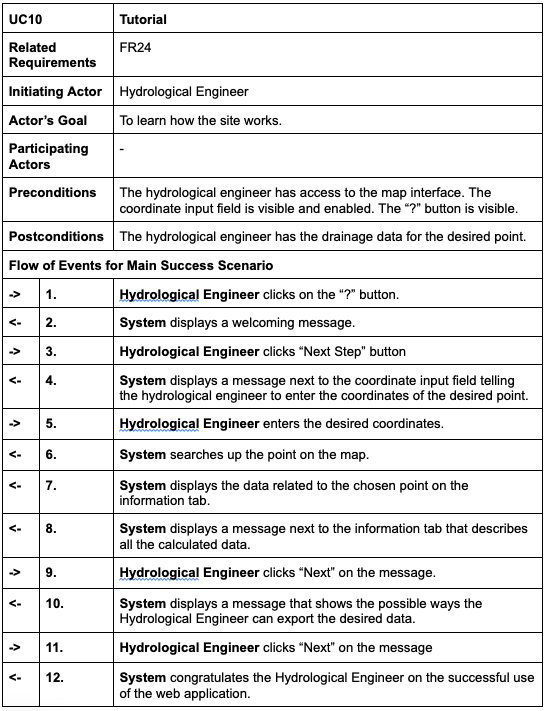 UC10 Tutorial
Related FR24
Requirements
Initiating Actor Hydrological Engineer
Actor’s Goal To learn how the site works.
Participating -
Actors
Preconditions The hydrological engineer has access to the map interface. The
coordinate input field is visible and enabled. The “?” button is visible.
Postconditions The hydrological engineer has the drainage data for the desired point.
Flow of Events for Main Success Scenario
-> 1. Hydrological Engineer clicks on the “?” button.
<- 2. System displays a welcoming message.
-> 3. Hydrological Engineer clicks “Next Step” button
<- 4. System displays a message next to the coordinate input field telling
the hydrological engineer to enter the coordinates of the desired point.
-> 5. Hydrological Engineer enters the desired coordinates.
<- 6. System searches up the point on the map.
<- 7. System displays the data related to the chosen point on the
information tab.
<- 8. System displays a message next to the information tab that describes
all the calculated data.
-> 9. Hydrological Engineer clicks “Next” on the message.
<- 10. System displays a message that shows the possible ways the
Hydrological Engineer can export the desired data.
-> 11. Hydrological Engineer clicks “Next” on the message
<- 12. System congratulates the Hydrological Engineer on the successful use
of the web application.